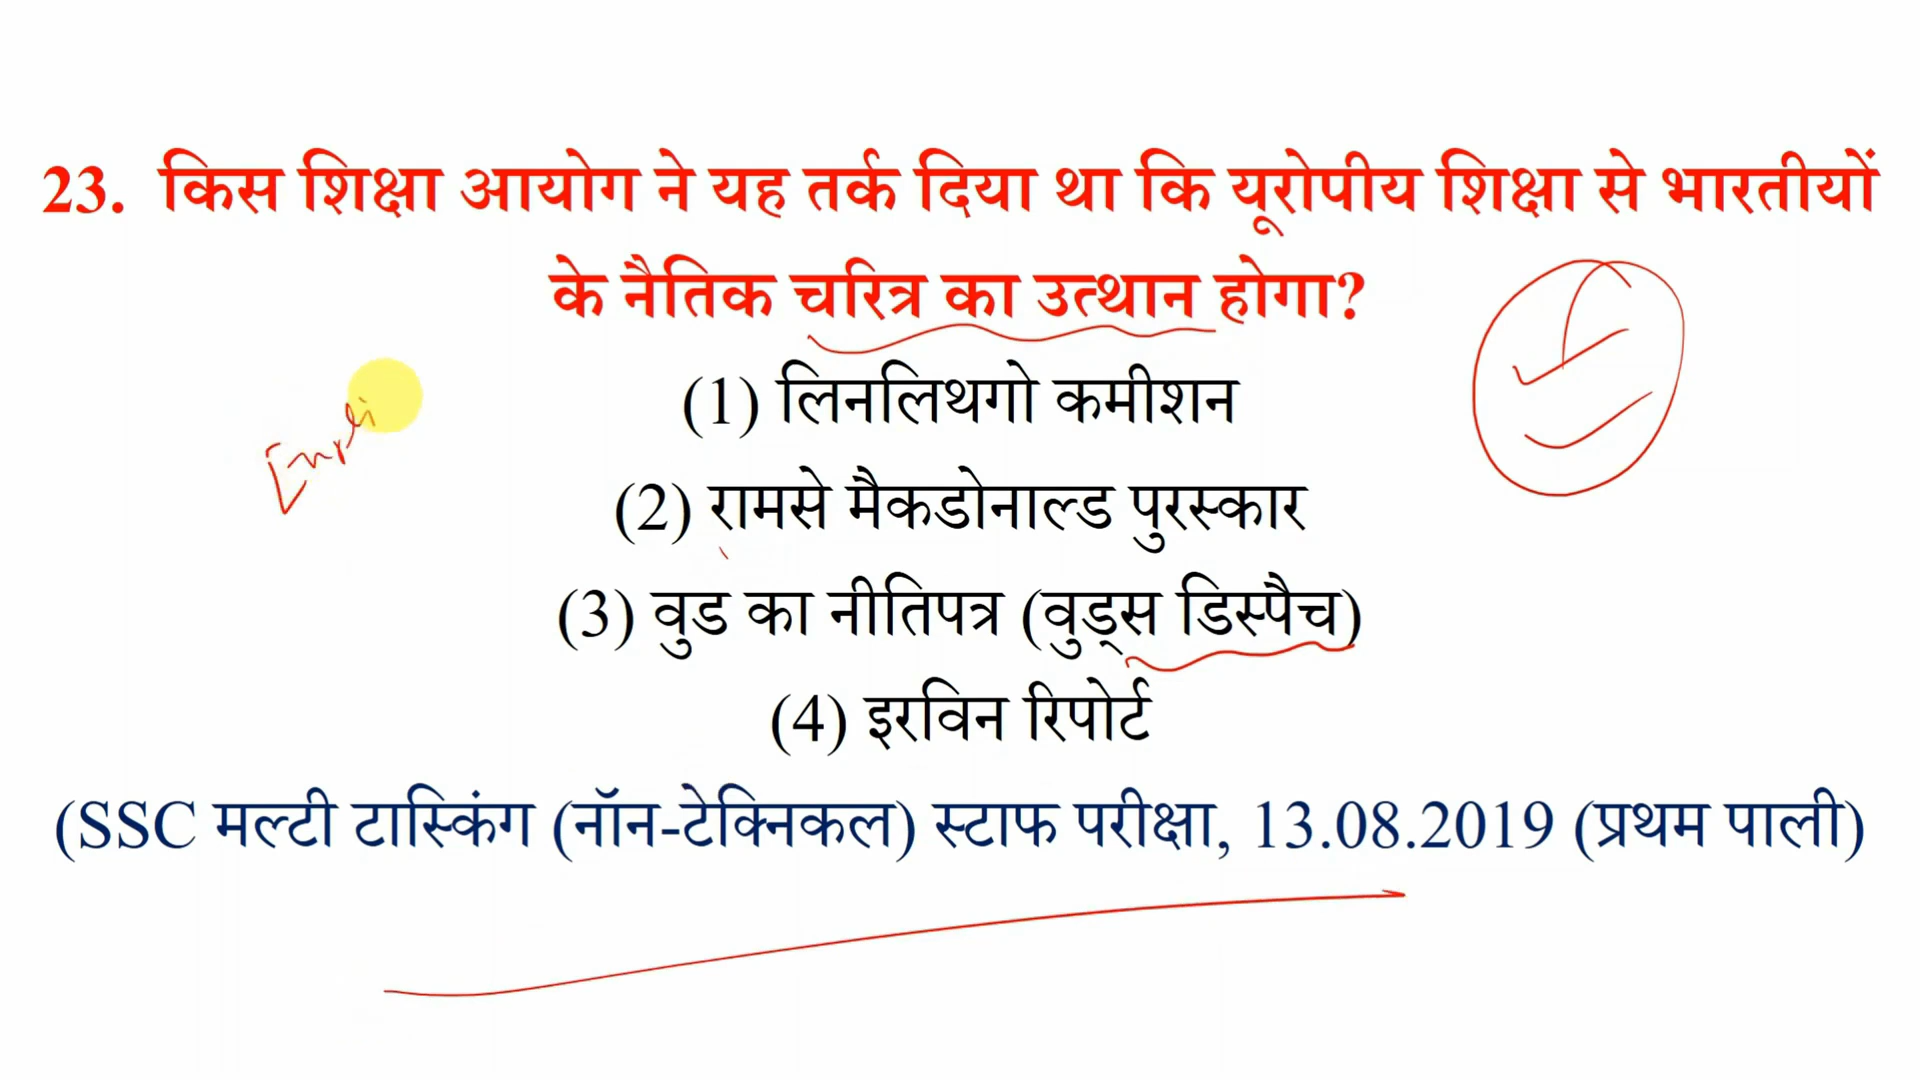 23. किस शिक्षा आयोग ने यह तर्क दिया था कि यूरोपीय शिक्षा से भारतीयों
के नैतिक चरित्र का उत्थान होगा?
(1) लिनलिथगो कमीशन
(2) रामसे मैकडोनाल्ड पुरस्कार
(3) वुड का नीतिपत्र (वुड्स डिस्पैच)
(4) इरविन रिपोर्ट
(SSC मल्टी टास्किंग (नॉन-टेक्निकल) स्टाफ परीक्षा, 13.08.2019 (प्रथम पाली)